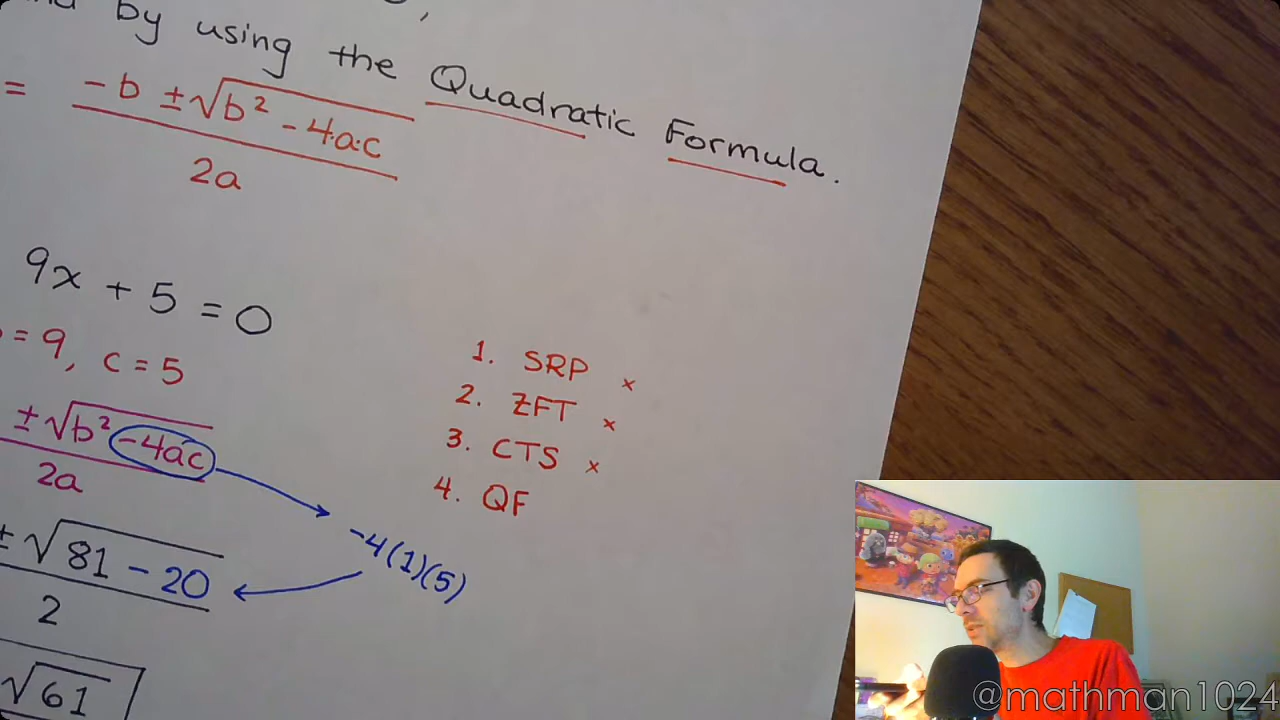 by using the Quadratic Formula.
= -b ±√b² - 4·a·c
2a
9x + 5 = 0
= 9, c = 5
±√b² -4ac
2a
1. SRP ×
2. ZFT ×
3. CTS ×
4. QF
-4(1)(5)
± √81 - 20
2
√61
@mathman1024